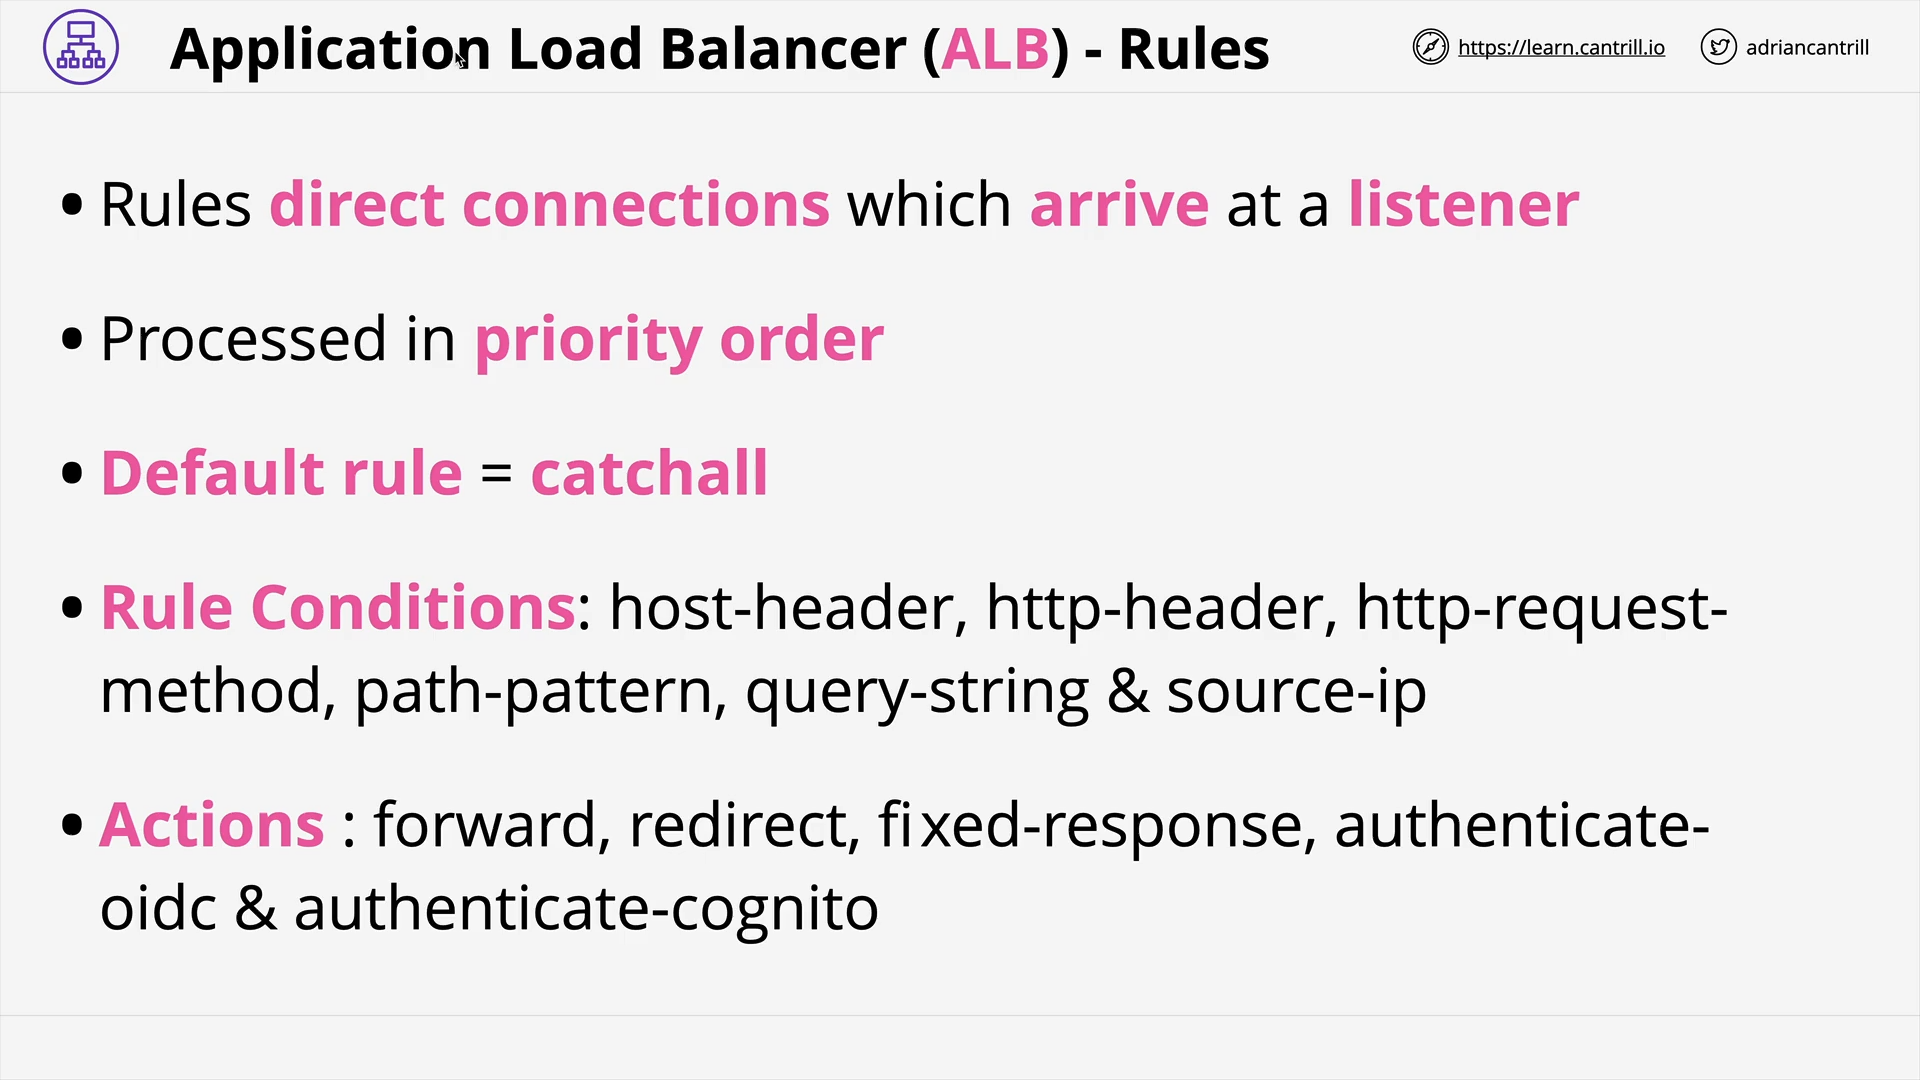 Application Load Balancer (ALB) - Rules
https://learn.cantrill.io
adriancantrill
• Rules direct connections which arrive at a listener
• Processed in priority order
• Default rule = catchall
• Rule Conditions: host-header, http-header, http-request-
method, path-pattern, query-string & source-ip
• Actions : forward, redirect, fixed-response, authenticate-
oidc & authenticate-cognito